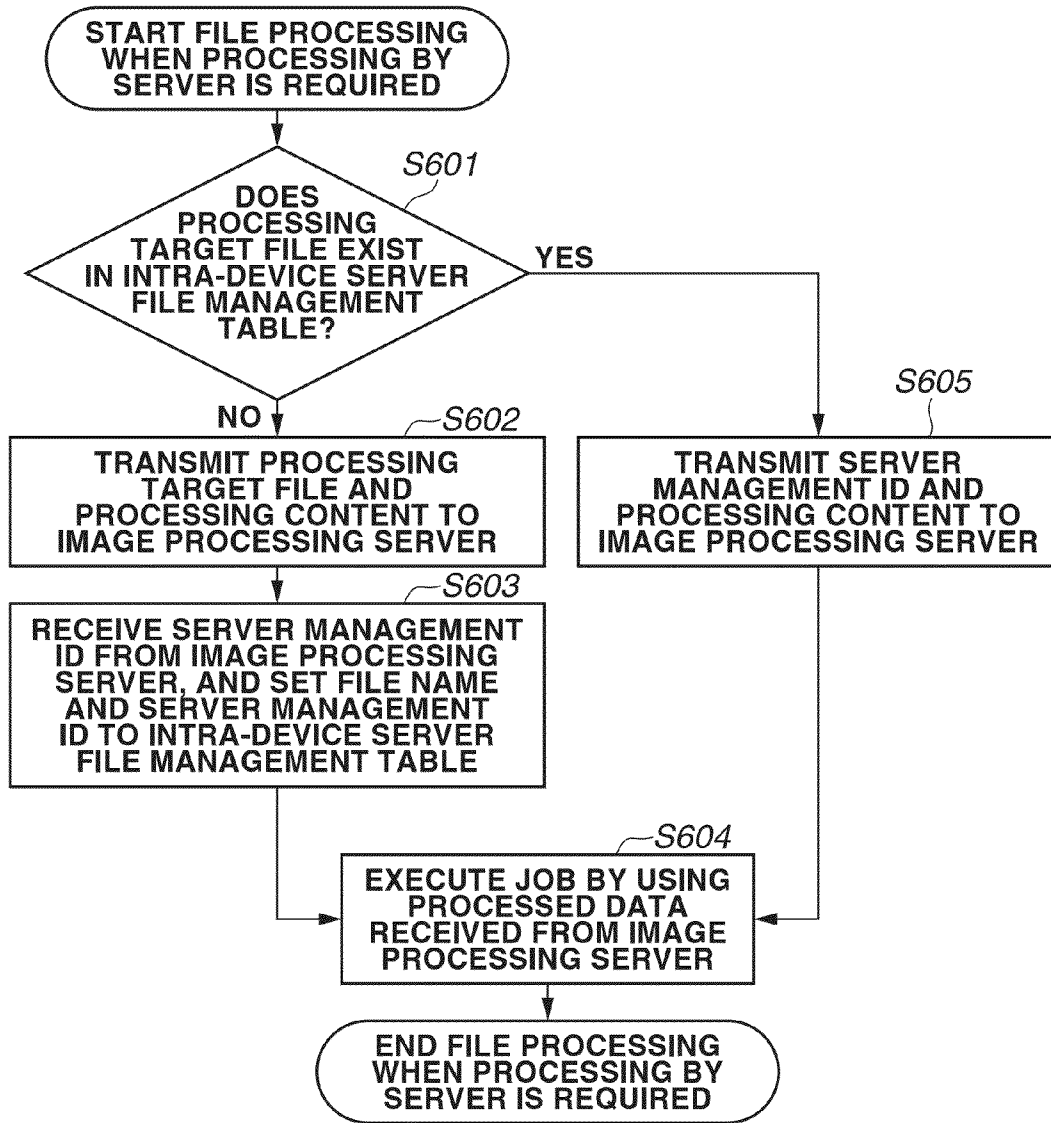 START FILE PROCESSING
WHEN PROCESSING BY
SERVER IS REQUIRED
S601
DOES
PROCESSING
TARGET FILE EXIST
IN INTRA-DEVICE SERVER
FILE MANAGEMENT
TABLE?
YES
NO
S602
TRANSMIT PROCESSING
TARGET FILE AND
PROCESSING CONTENT TO
IMAGE PROCESSING SERVER
S605
TRANSMIT SERVER
MANAGEMENT ID AND
PROCESSING CONTENT TO
IMAGE PROCESSING SERVER
S603
RECEIVE SERVER MANAGEMENT
ID FROM IMAGE PROCESSING
SERVER, AND SET FILE NAME
AND SERVER MANAGEMENT
ID TO INTRA-DEVICE SERVER
FILE MANAGEMENT TABLE
S604
EXECUTE JOB BY USING
PROCESSED DATA
RECEIVED FROM IMAGE
PROCESSING SERVER
END FILE PROCESSING
WHEN PROCESSING BY
SERVER IS REQUIRED